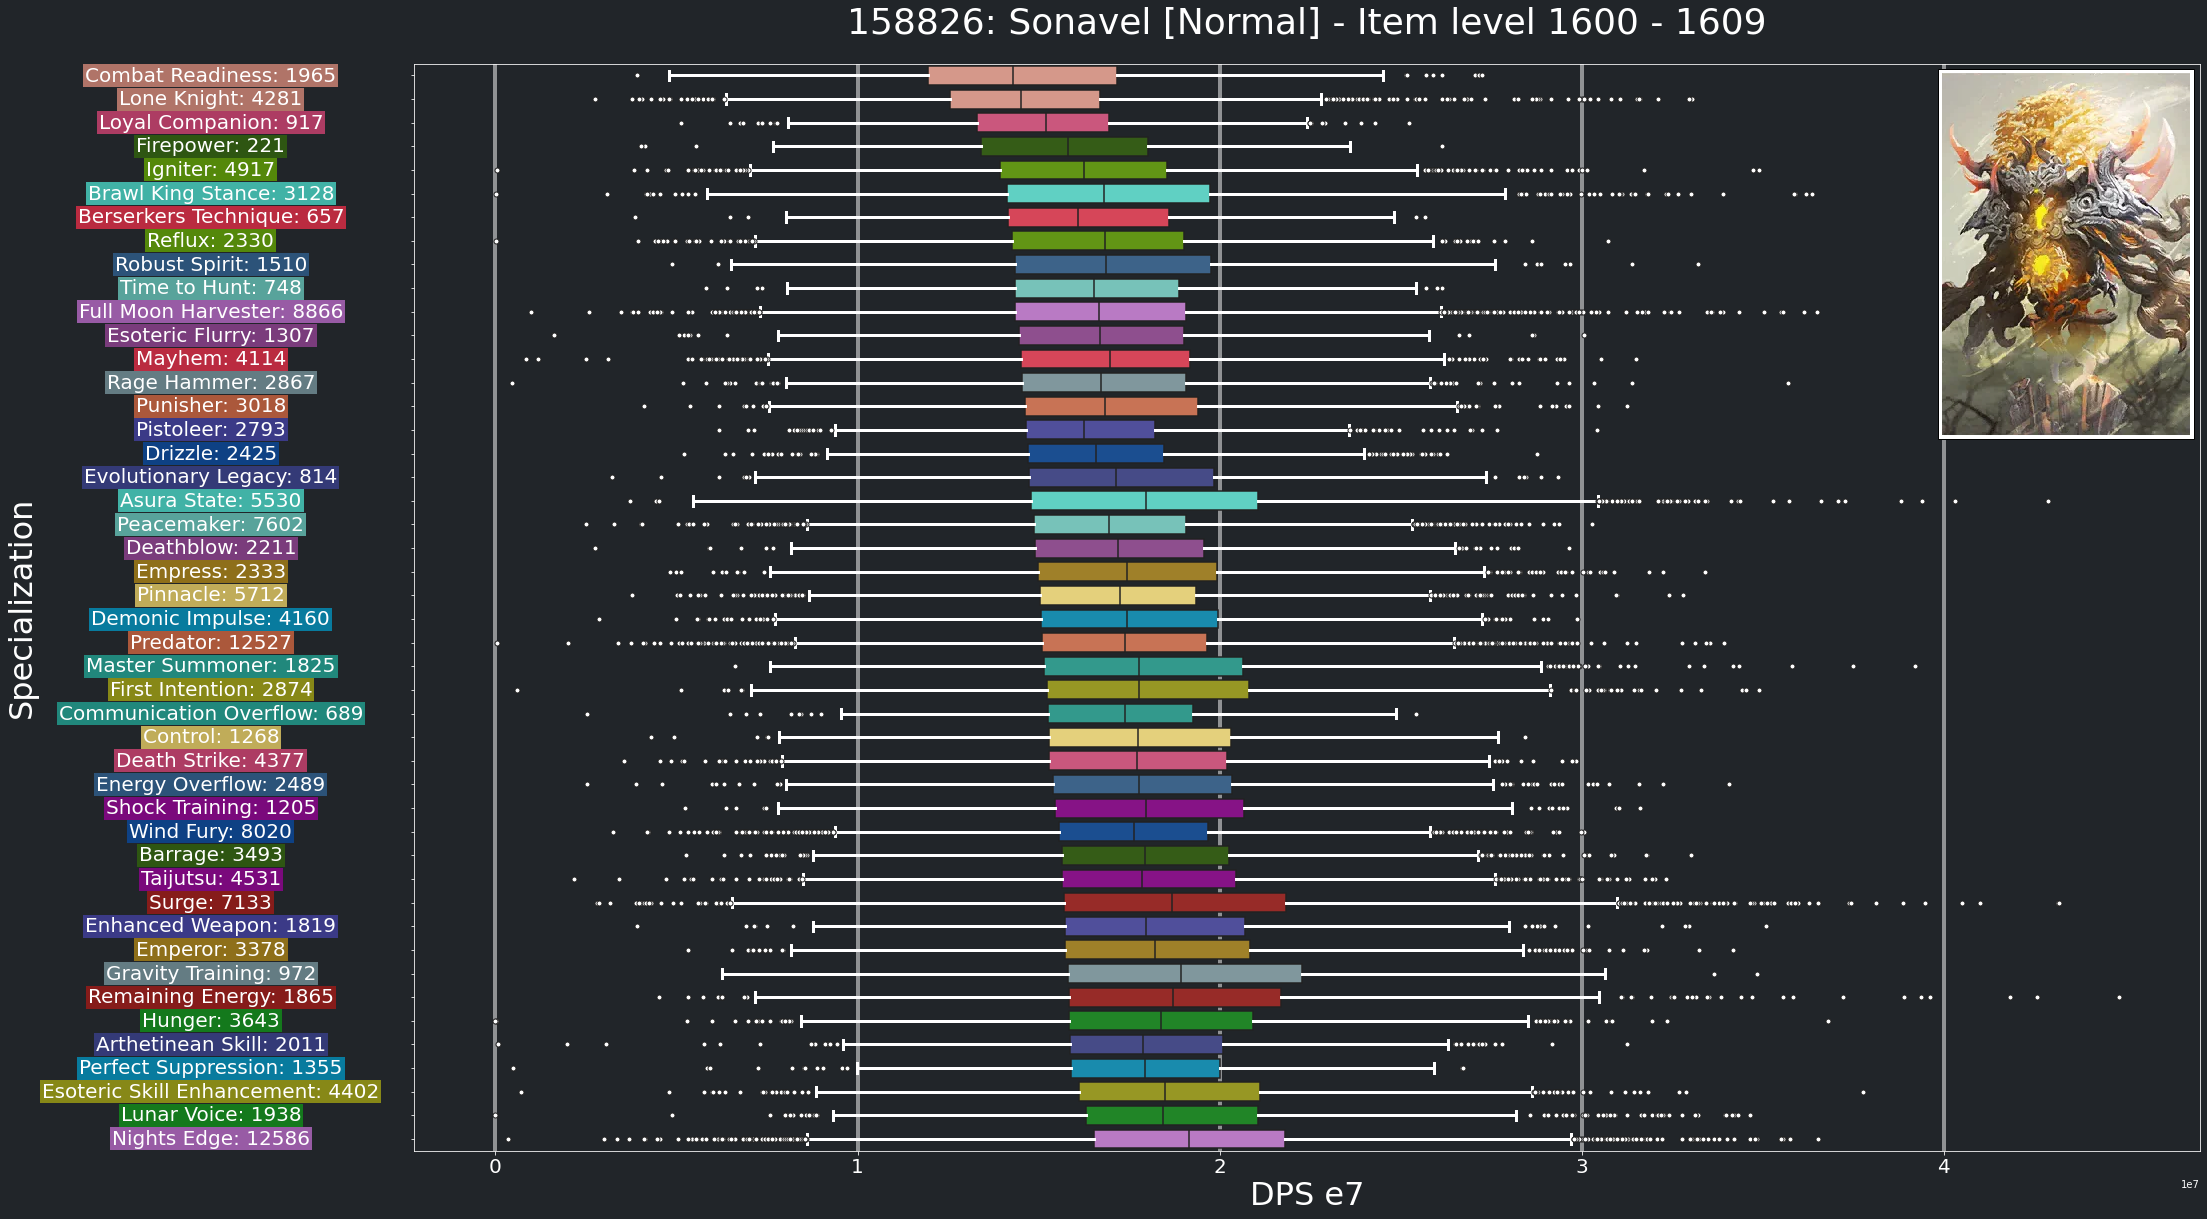 158826: Sonavel [Normal] - Item level 1600 - 1609
Combat Readiness: 1965
Lone Knight: 4281
Loyal Companion: 917
Firepower: 221
Igniter: 4917
Brawl King Stance: 3128
Berserkers Technique: 657
Reflux: 2330
Robust Spirit: 1510
Time to Hunt: 748
Full Moon Harvester: 8866
Esoteric Flurry: 1307
Mayhem: 4114
Rage Hammer: 2867
Punisher: 3018
Pistoleer: 2793
Drizzle: 2425
Evolutionary Legacy: 814
Asura State: 5530
Peacemaker: 7602
Deathblow: 2211
Empress: 2333
Pinnacle: 5712
Demonic Impulse: 4160
Predator: 12527
Master Summoner: 1825
First Intention: 2874
Communication Overflow: 689
Control: 1268
Death Strike: 4377
Energy Overflow: 2489
Shock Training: 1205
Wind Fury: 8020
Barrage: 3493
Taijutsu: 4531
Surge: 7133
Enhanced Weapon: 1819
Emperor: 3378
Gravity Training: 972
Remaining Energy: 1865
Hunger: 3643
Arthetinean Skill: 2011
Perfect Suppression: 1355
Esoteric Skill Enhancement: 4402
Lunar Voice: 1938
Nights Edge: 12586
Specialization
0 1 2 3 4
1e7
DPS e7